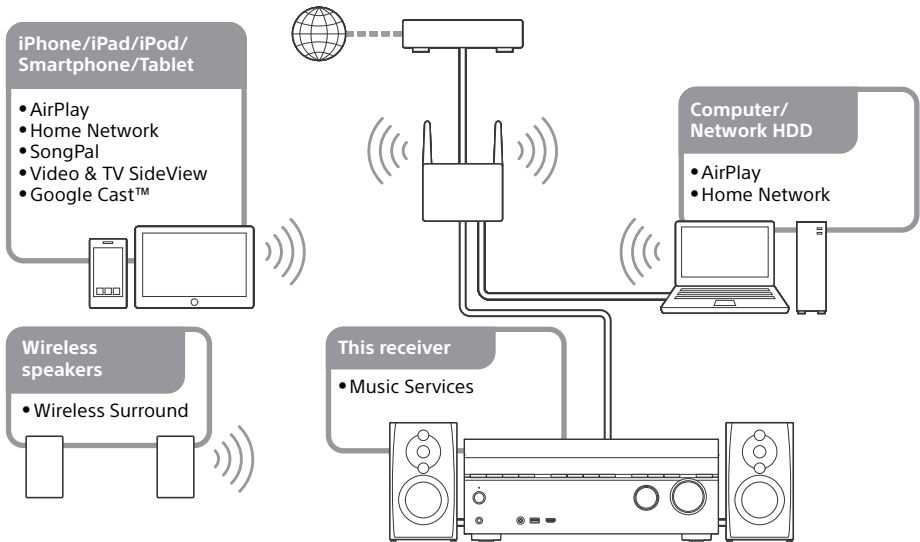 iPhone/iPad/iPod/
Smartphone/Tablet
• AirPlay
• Home Network
• SongPal
• Video & TV SideView
• Google Cast™
Computer/
Network HDD
• AirPlay
• Home Network
Wireless
speakers
• Wireless Surround
This receiver
• Music Services